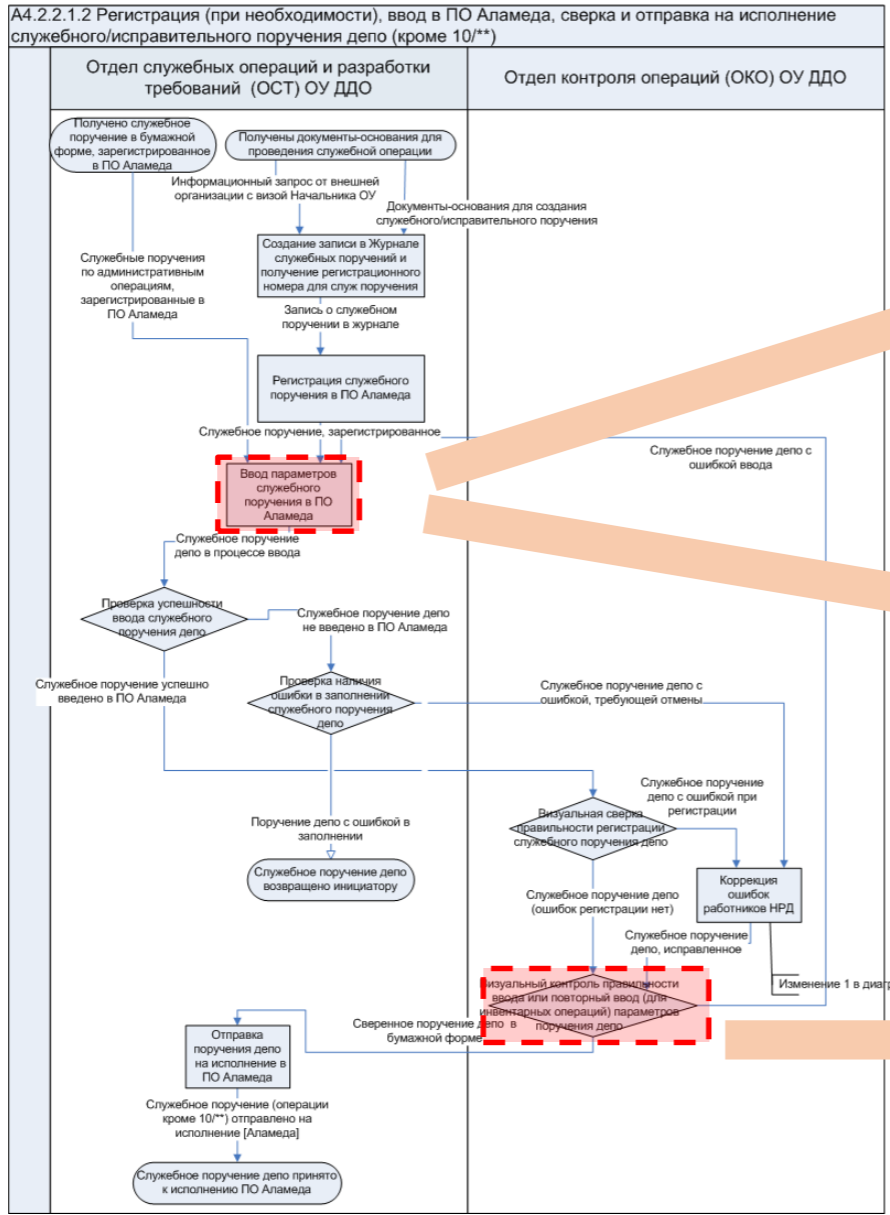 А4.2.2.1.2 Регистрация (при необходимости), ввод в ПО Аламеда, сверка и отправка на исполнение
служебного/исправительного поручения депо (кроме 10/**)
Отдел служебных операций и разработки
требований (ОСТ) ОУ ДДО
Отдел контроля операций (ОКО) ОУ ДДО
Получено служебное
поручение в бумажной
форме, зарегистрированное
в ПО Аламеда
Получены документы-основания для
проведения служебной операции
Информационный запрос от внешней
организации с визой Начальника ОУ
Документы-основания для создания
служебного/исправительного поручения
Служебные поручения
по административным
операциям,
зарегистрированные в
ПО Аламеда
Создание записи в Журнале
служебных поручений и
получение регистрационного
номера для служ поручения
Запись о служебном
поручении в журнале
Регистрация служебного
поручения в ПО Аламеда
Служебное поручение, зарегистрированное
Служебное поручение депо с
ошибкой ввода
Ввод параметров
служебного
поручения в ПО
Аламеда
Служебное поручение
депо в процессе ввода
Проверка успешности
ввода служебного
поручения депо
Служебное поручение депо
не введено в ПО Аламеда
Служебное поручение успешно
введено в ПО Аламеда
Проверка наличия
ошибки в заполнении
служебного поручения
депо
Служебное поручение депо с
ошибкой, требующей отмены
Служебное поручение
депо с ошибкой при
регистрации
Поручение депо с ошибкой в
заполнении
Визуальная сверка
правильности регистрации
служебного поручения депо
Служебное поручение депо
возвращено инициатору
Коррекция
ошибок
работников НРД
Служебное поручение депо
(ошибок регистрации нет)
Служебное поручение
депо, исправленное
Изменение 1 в диагр
Визуальный контроль правильности
ввода или повторный ввод (для
инвентарных операций) параметров
поручения депо
Сверенное поручение депо в
бумажной форме
Отправка
поручения депо
на исполнение в
ПО Аламеда
Служебное поручение (операции
кроме 10/**) отправлено на
исполнение [Аламеда]
Служебное поручение депо принято
к исполнению ПО Аламеда